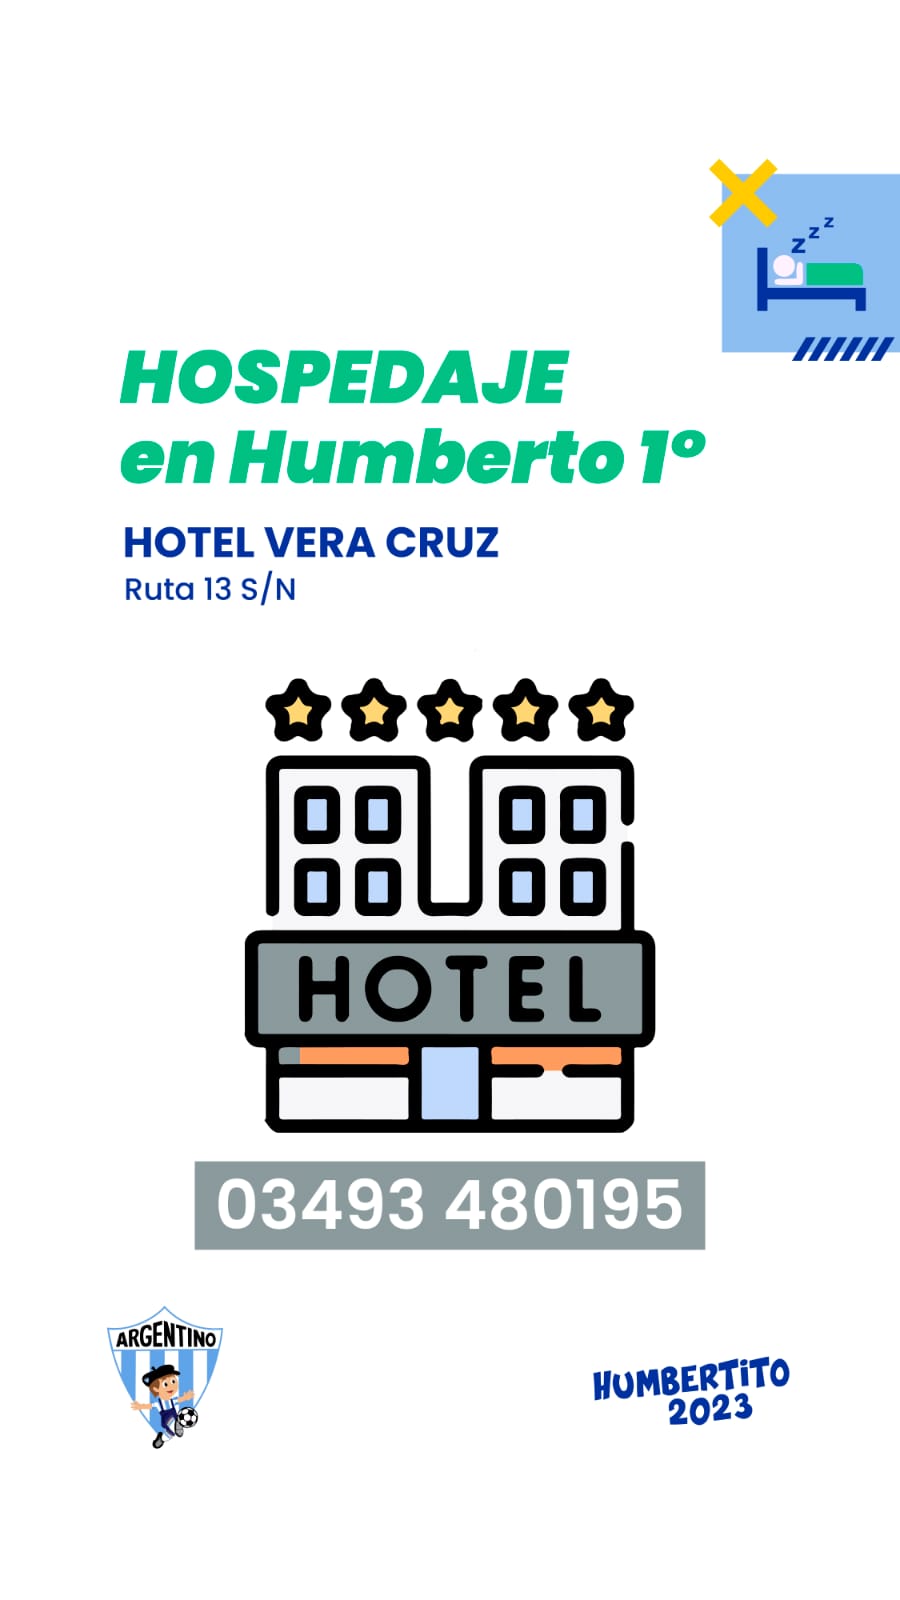 z z z
HOSPEDAJE
en Humberto 1º
HOTEL VERA CRUZ
Ruta 13 S/N
HOTEL
03493 480195
ARGENTINO
HUMBERTiTO
2023